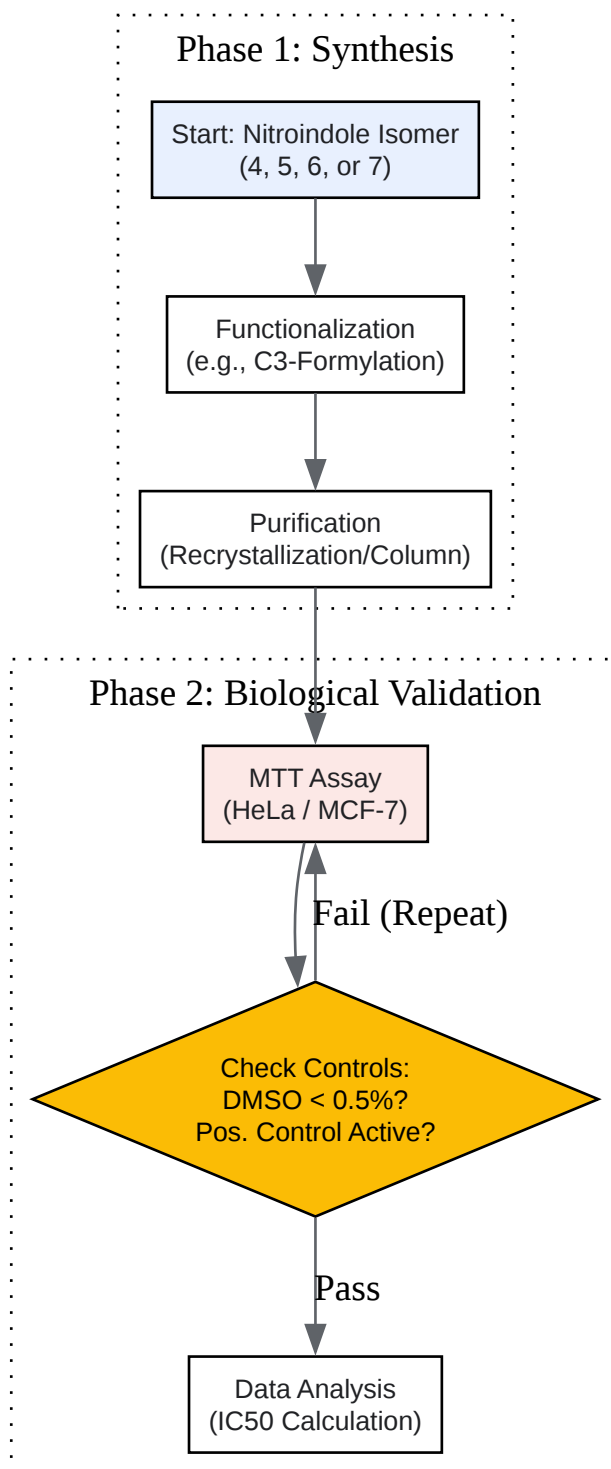 Phase 1: Synthesis
Start: Nitroindole Isomer
(4, 5, 6, or 7)
Functionalization
(e.g., C3-Formylation)
Purification
(Recrystallization/Column)
Phase 2: Biological Validation
MTT Assay
(HeLa / MCF-7)
Fail (Repeat)
Check Controls:
DMSO < 0.5%?
Pos. Control Active?
Pass
Data Analysis
(IC50 Calculation)